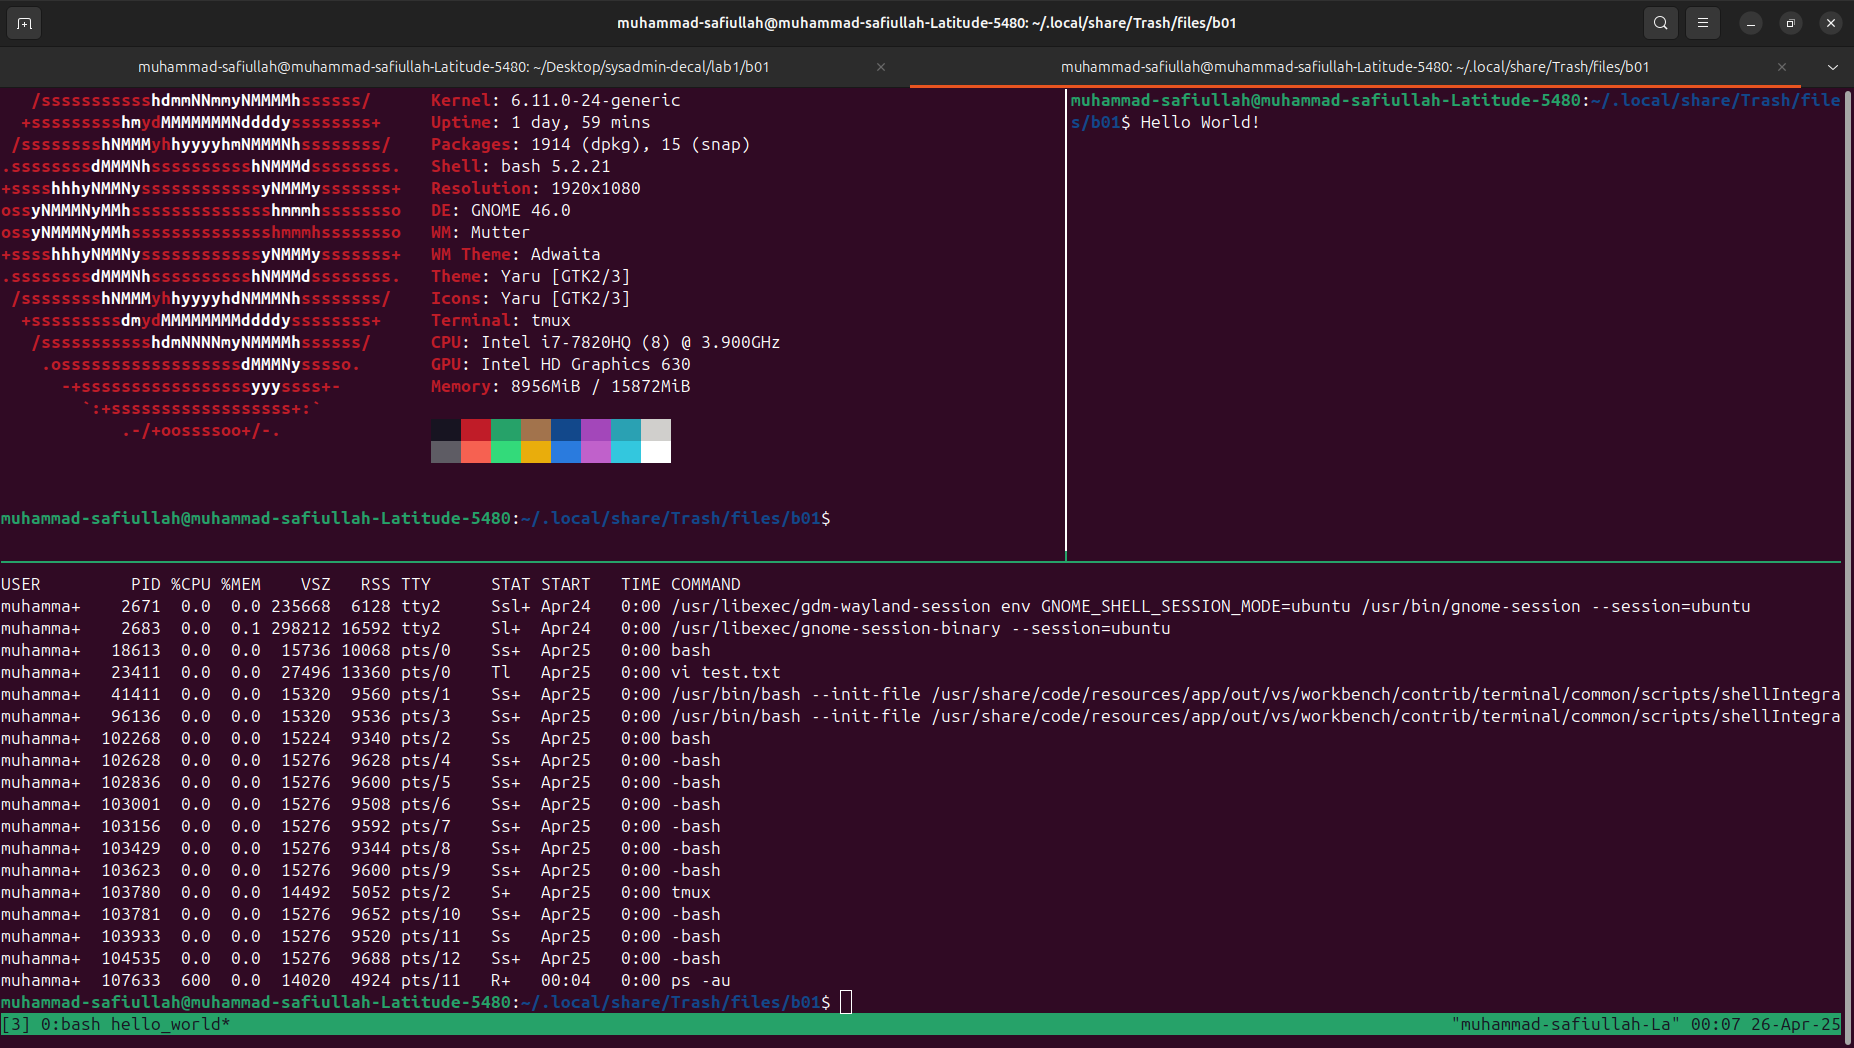 muhammad-safiullah@muhammad-safiullah-Latitude-5480: ~/.local/share/Trash/files/b01
muhammad-safiullah@muhammad-safiullah-Latitude-5480: ~/Desktop/sysadmin-decal/lab1/b01
muhammad-safiullah@muhammad-safiullah-Latitude-5480: ~/.local/share/Trash/files/b01
/ssssssssssshdmmNNmmyNMMMMhssssss/ Kernel: 6.11.0-24-generic
+ssssssssshmydMMMMMMMNddddyssssssss+ Uptime: 1 day, 59 mins
/sssssssshNMMMyhhyyyyhmNMMMNhssssssss/ Packages: 1914 (dpkg), 15 (snap)
.ssssssssdMMMNhsssssssssshNMMMdssssssss. Shell: bash 5.2.21
+sssshhhyNMMNyssssssssssssyNMMMysssssss+ Resolution: 1920x1080
ossyNMMMNyMMhsssssssssssssshmmmhssssssso DE: GNOME 46.0
ossyNMMMNyMMhsssssssssssssshmmmhssssssso WM: Mutter
+sssshhhyNMMNyssssssssssssyNMMMysssssss+ WM Theme: Adwaita
.ssssssssdMMMNhsssssssssshNMMMdssssssss. Theme: Yaru [GTK2/3]
/sssssssshNMMMyhhyyyyhdNMMMNhssssssss/ Icons: Yaru [GTK2/3]
+sssssssssdmydMMMMMMMMddddyssssssss+ Terminal: tmux
/ssssssssssshdmNNNNmyNMMMMhssssss/ CPU: Intel i7-7820HQ (8) @ 3.900GHz
.ossssssssssssssssssdMMMNysssso. GPU: Intel HD Graphics 630
-+sssssssssssssssssyyyssss+- Memory: 8956MiB / 15872MiB
`:+ssssssssssssssssss+:`
.-/+oossssoo+/-.
muhammad-safiullah@muhammad-safiullah-Latitude-5480:~/.local/share/Trash/files/b01$
muhammad-safiullah@muhammad-safiullah-Latitude-5480:~/.local/share/Trash/file
s/b01$ Hello World!
USER PID %CPU %MEM VSZ RSS TTY STAT START TIME COMMAND
muhamma+ 2671 0.0 0.0 235668 6128 tty2 Ssl+ Apr24 0:00 /usr/libexec/gdm-wayland-session env GNOME_SHELL_SESSION_MODE=ubuntu /usr/bin/gnome-session --session=ubuntu
muhamma+ 2683 0.0 0.1 298212 16592 tty2 Sl+ Apr24 0:00 /usr/libexec/gnome-session-binary --session=ubuntu
muhamma+ 18613 0.0 0.0 15736 10068 pts/0 Ss+ Apr25 0:00 bash
muhamma+ 23411 0.0 0.0 27496 13360 pts/0 Tl Apr25 0:00 vi test.txt
muhamma+ 41411 0.0 0.0 15320 9560 pts/1 Ss+ Apr25 0:00 /usr/bin/bash --init-file /usr/share/code/resources/app/out/vs/workbench/contrib/terminal/common/scripts/shellIntegra
muhamma+ 96136 0.0 0.0 15320 9536 pts/3 Ss+ Apr25 0:00 /usr/bin/bash --init-file /usr/share/code/resources/app/out/vs/workbench/contrib/terminal/common/scripts/shellIntegra
muhamma+ 102268 0.0 0.0 15224 9340 pts/2 Ss Apr25 0:00 bash
muhamma+ 102628 0.0 0.0 15276 9628 pts/4 Ss+ Apr25 0:00 -bash
muhamma+ 102836 0.0 0.0 15276 9600 pts/5 Ss+ Apr25 0:00 -bash
muhamma+ 103001 0.0 0.0 15276 9508 pts/6 Ss+ Apr25 0:00 -bash
muhamma+ 103156 0.0 0.0 15276 9592 pts/7 Ss+ Apr25 0:00 -bash
muhamma+ 103429 0.0 0.0 15276 9344 pts/8 Ss+ Apr25 0:00 -bash
muhamma+ 103623 0.0 0.0 15276 9600 pts/9 Ss+ Apr25 0:00 -bash
muhamma+ 103780 0.0 0.0 14492 5052 pts/2 S+ Apr25 0:00 tmux
muhamma+ 103781 0.0 0.0 15276 9652 pts/10 Ss+ Apr25 0:00 -bash
muhamma+ 103933 0.0 0.0 15276 9520 pts/11 Ss Apr25 0:00 -bash
muhamma+ 104535 0.0 0.0 15276 9688 pts/12 Ss+ Apr25 0:00 -bash
muhamma+ 107633 600 0.0 14020 4924 pts/11 R+ 00:04 0:00 ps -au
muhammad-safiullah@muhammad-safiullah-Latitude-5480:~/.local/share/Trash/files/b01$
[3] 0:bash hello_world* "muhammad-safiullah-La" 00:07 26-Apr-25